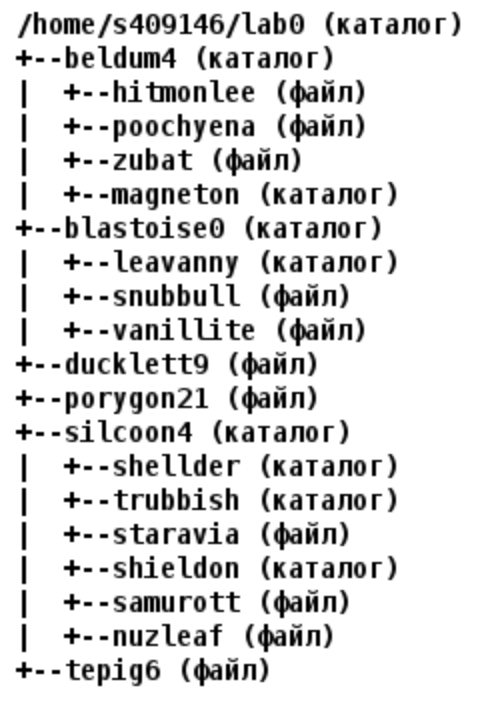 /home/s409146/lab0 (каталог)
+--beldum4 (каталог)
|  +--hitmonlee (файл)
|  +--poochyena (файл)
|  +--zubat (файл)
|  +--magneton (каталог)
+--blastoise0 (каталог)
|  +--leavanny (каталог)
|  +--snubbull (файл)
|  +--vanillite (файл)
+--ducklett9 (файл)
+--porygon21 (файл)
+--silcoon4 (каталог)
|  +--shellder (каталог)
|  +--trubbish (каталог)
|  +--staravia (файл)
|  +--shieldon (каталог)
|  +--samurott (файл)
|  +--nuzleaf (файл)
+--tepig6 (файл)